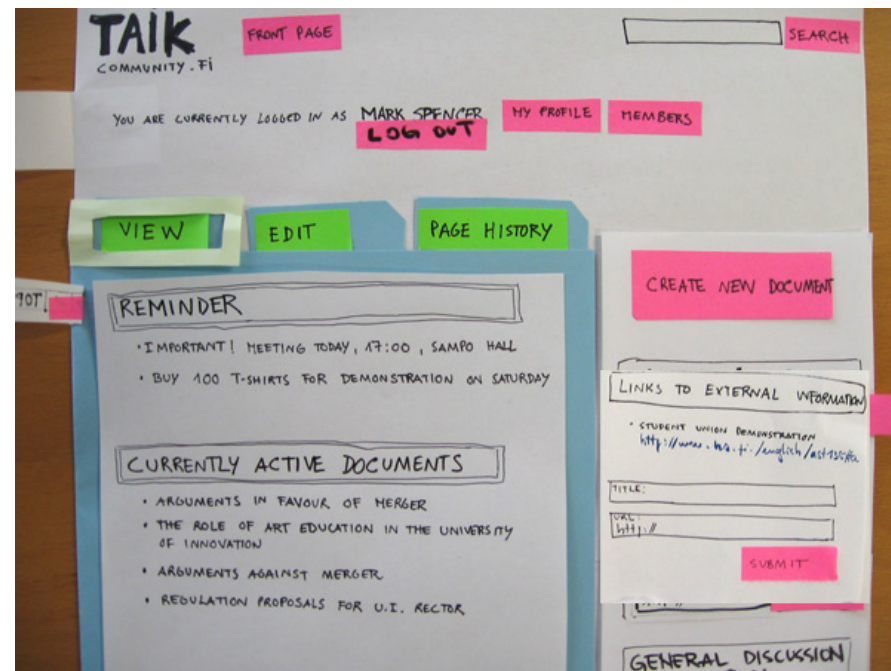 TAIK
COMMUNITY.Fi
FRONT PAGE
SEARCH
YOU ARE CURRENTLY LOGGED IN AS MARK SPENCER
LOG OUT
MY PROFILE
MEMBERS
VIEW
EDIT
PAGE HISTORY
REMINDER
• IMPORTANT! MEETING TODAY, 17:00, SAMPO HALL
• BUY 100 T-SHIRTS FOR DEMONSTRATION ON SATURDAY
CURRENTLY ACTIVE DOCUMENTS
• ARGUMENTS IN FAVOUR OF MERGER
• THE ROLE OF ART EDUCATION IN THE UNIVERSITY
OF INNOVATION
• ARGUMENTS AGAINST MERGER
• REGULATION PROPOSALS FOR U.I. RECTOR
CREATE NEW DOCUMENT
LINKS TO EXTERNAL INFORMATION
• STUDENT UNION DEMONSTRATION
TITLE:
URL:
http://
SUBMIT
GENERAL DISCUSSION